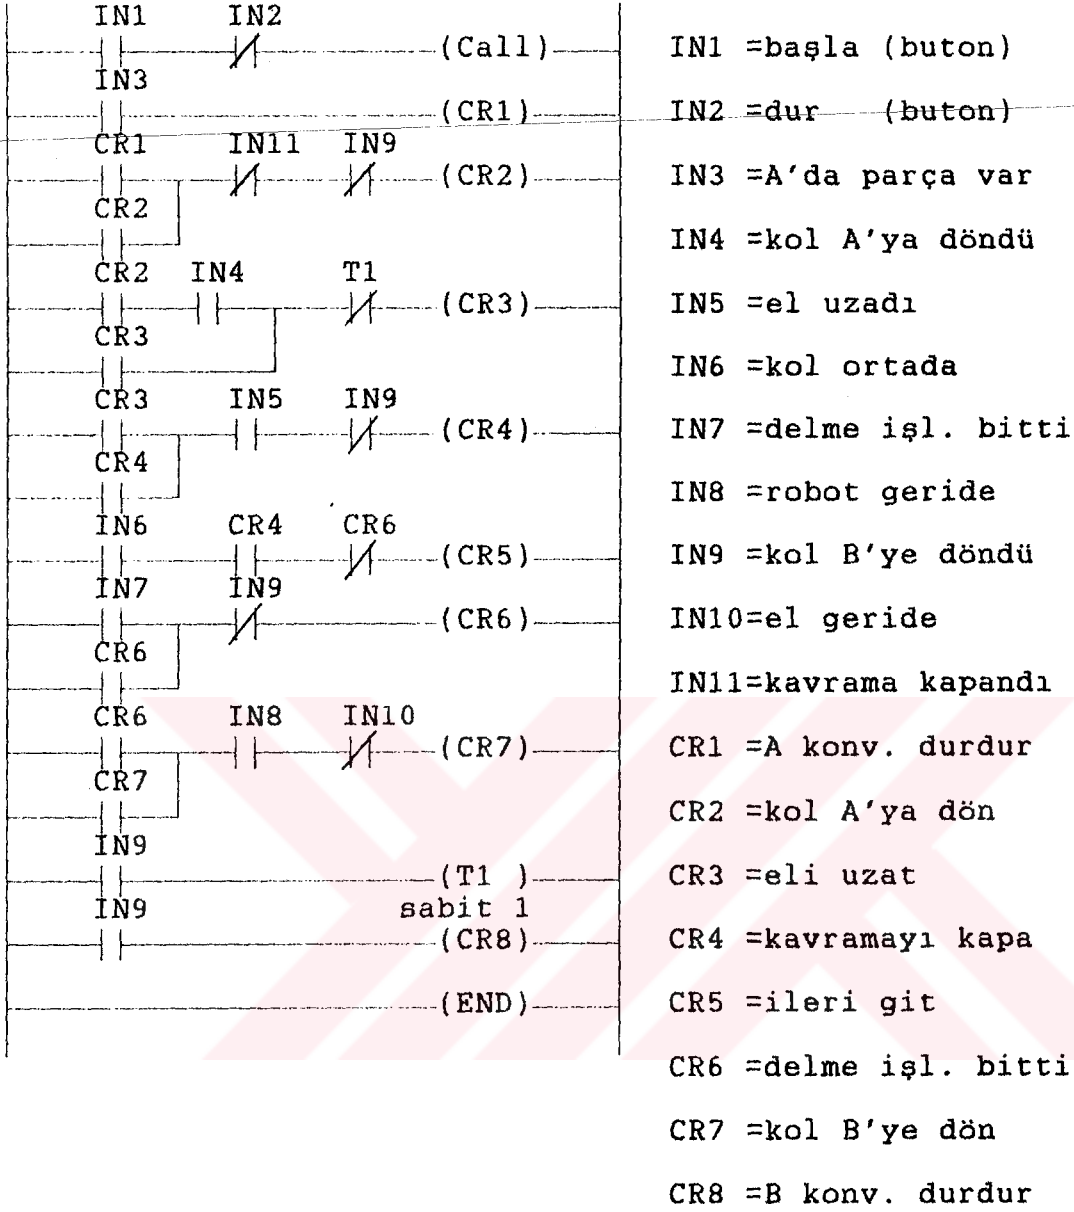 IN1 IN2
(Call) IN1 =başla (buton)
IN3
(CR1) IN2 =dur (buton)
CR1 IN11 IN9
(CR2) IN3 =A'da parça var
CR2
IN4 =kol A'ya döndü
CR2 IN4 T1
(CR3) IN5 =el uzadı
CR3
IN6 =kol ortada
CR3 IN5 IN9
(CR4) IN7 =delme işl. bitti
CR4
IN8 =robot geride
IN6 CR4 CR6
(CR5) IN9 =kol B'ye döndü
IN7 IN9
(CR6) IN10=el geride
CR6
IN11=kavrama kapandı
CR6 IN8 IN10
(CR7) CR1 =A konv. durdur
CR7
CR2 =kol A'ya dön
IN9
(T1 ) CR3 =eli uzat
IN9 sabit 1
(CR8) CR4 =kavramayı kapa
(END) CR5 =ileri git
CR6 =delme işl. bitti
CR7 =kol B'ye dön
CR8 =B konv. durdur